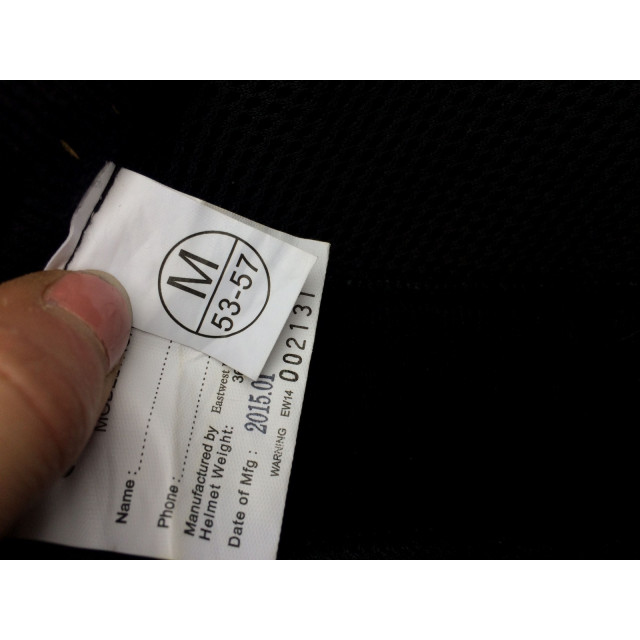 M
53-57
Name :
Phone :
Manufactured by Eastwest
Helmet Weight:
Date of Mfg : 2015.01
WARNING EW14 002131